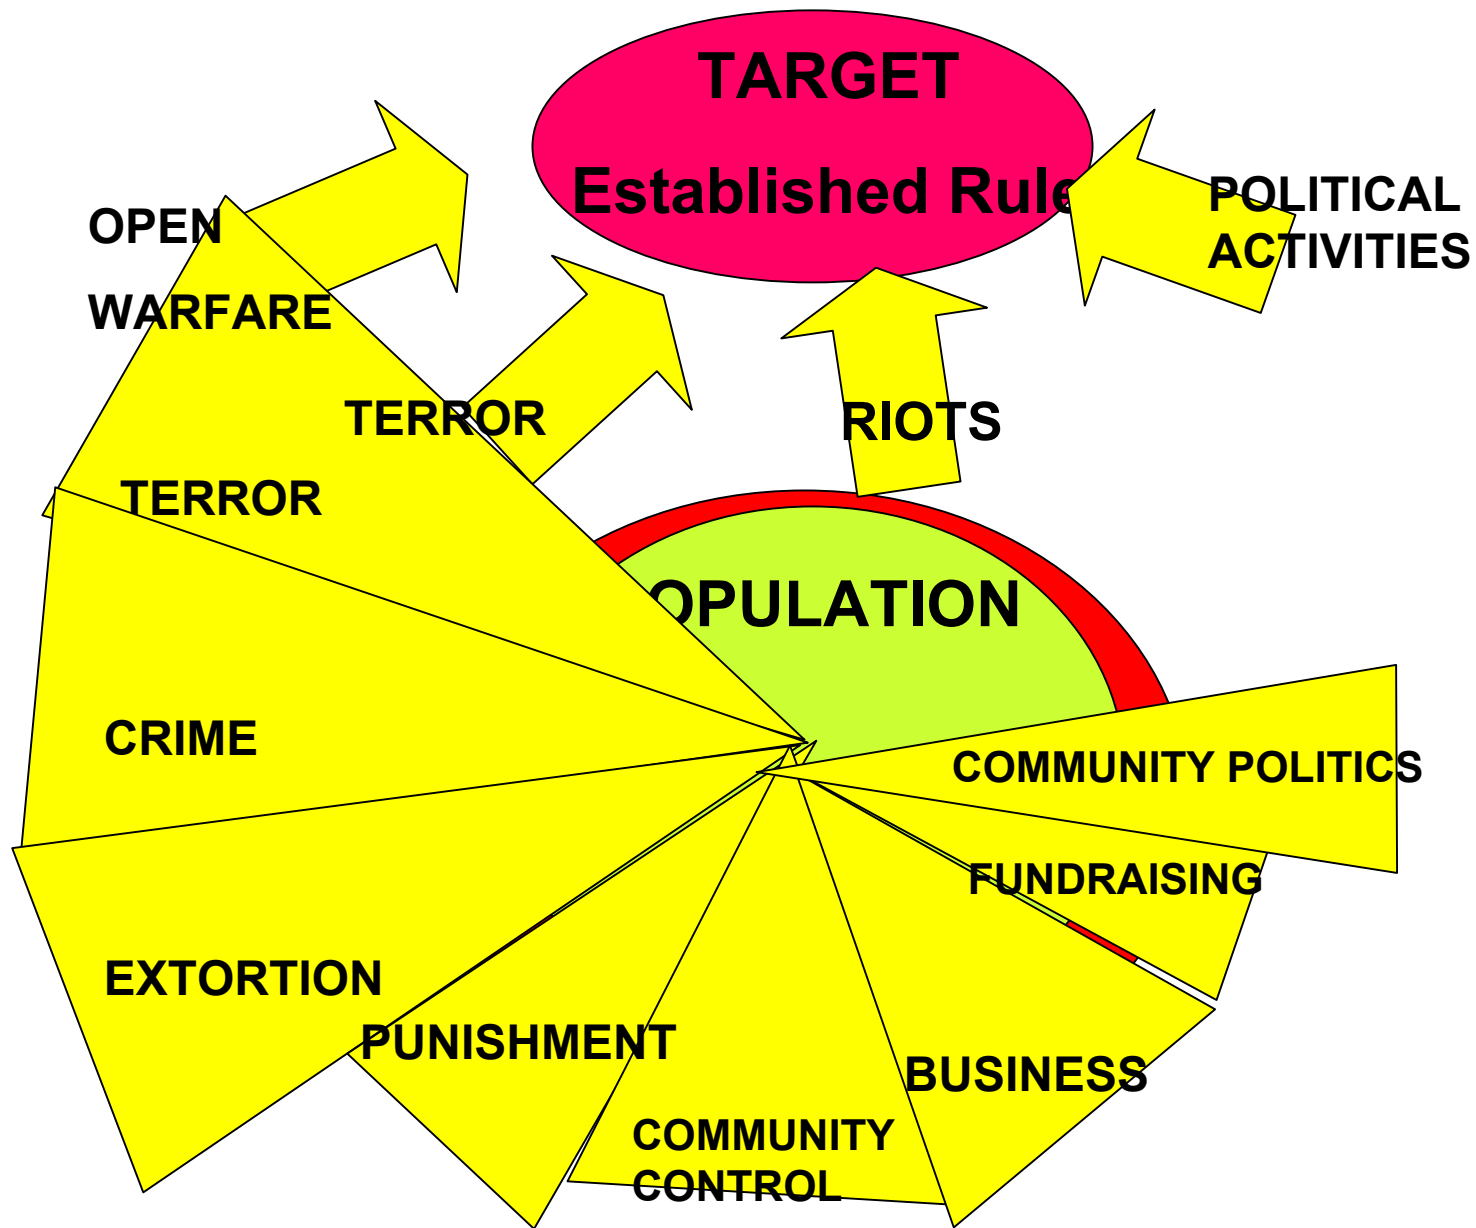 TARGET
Established Rule
POLITICAL
ACTIVITIES
OPEN
WARFARE
TERROR
RIOTS
TERROR
OPULATION
CRIME
COMMUNITY POLITICS
FUNDRAISING
EXTORTION
PUNISHMENT
BUSINESS
COMMUNITY
CONTROL